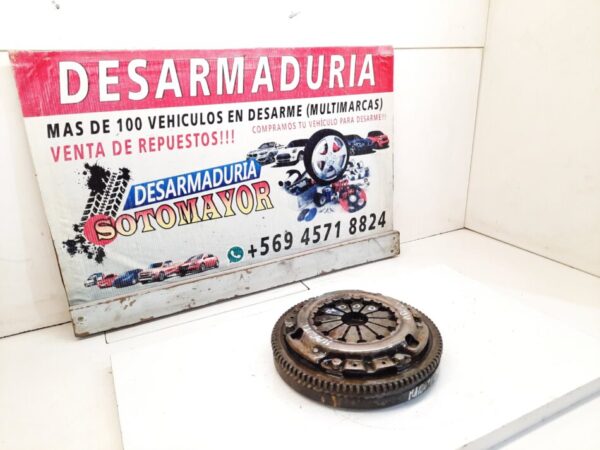 DESARMADURIA
MAS DE 100 VEHICULOS EN DESARME (MULTIMARCAS)
VENTA DE REPUESTOS!!!
COMPRAMOS TU VEHICULO PARA DESARME!!!
DESARMADURIA
SOTOMAYOR
+569 4571 8824